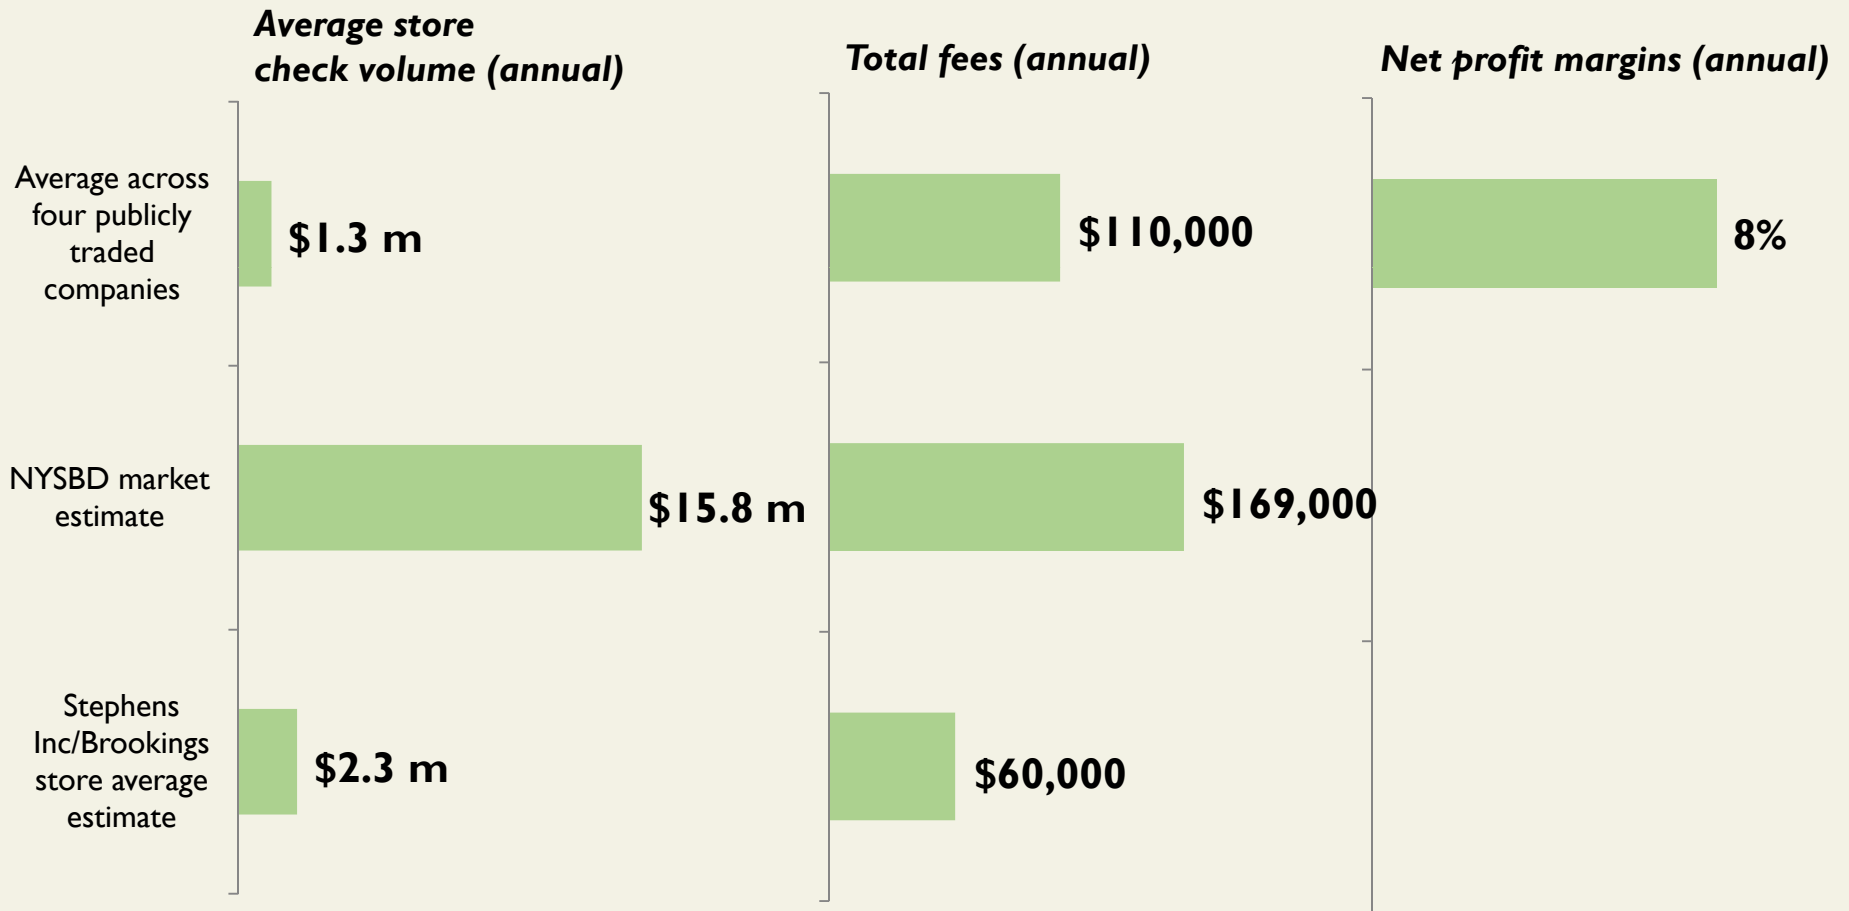 Average store
check volume (annual)
Total fees (annual)
Net profit margins (annual)
Average across
four publicly
traded
companies
$1.3 m
$110,000
8%
NYSBD market
estimate
$15.8 m
$169,000
Stephens
Inc/Brookings
store average
estimate
$2.3 m
$60,000